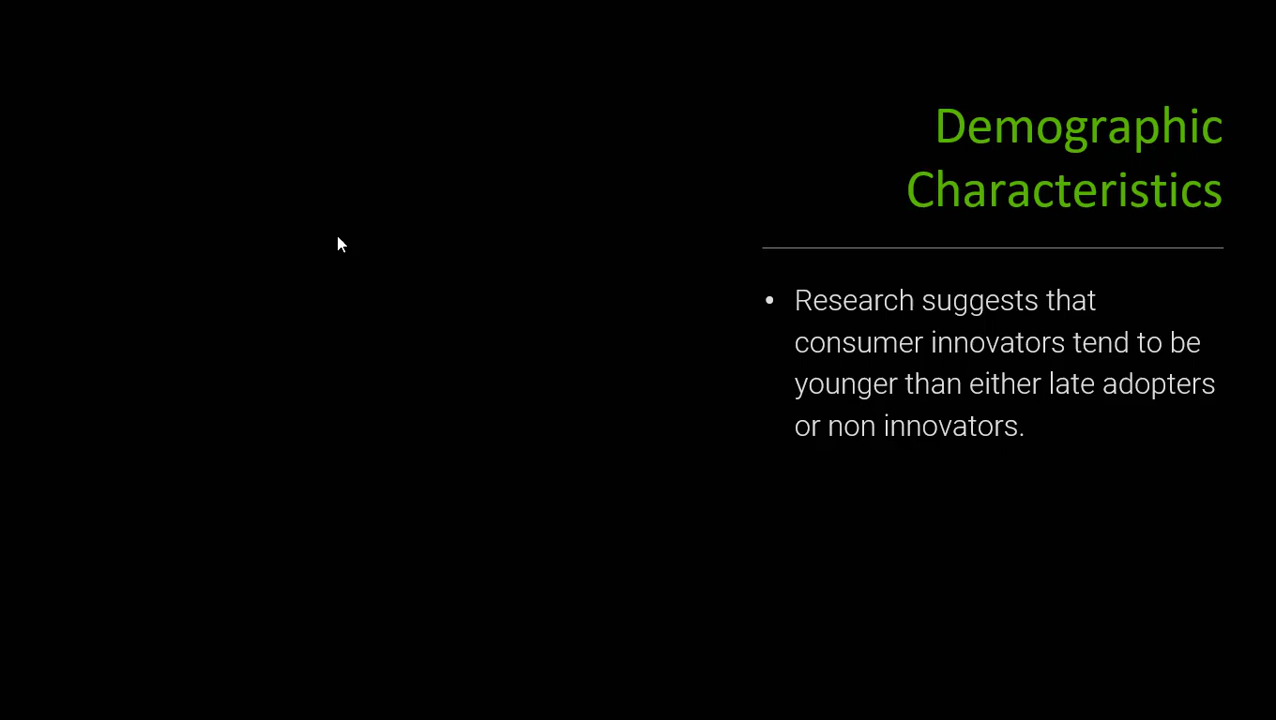 Demographic
Characteristics
• Research suggests that
consumer innovators tend to be
younger than either late adopters
or non innovators.